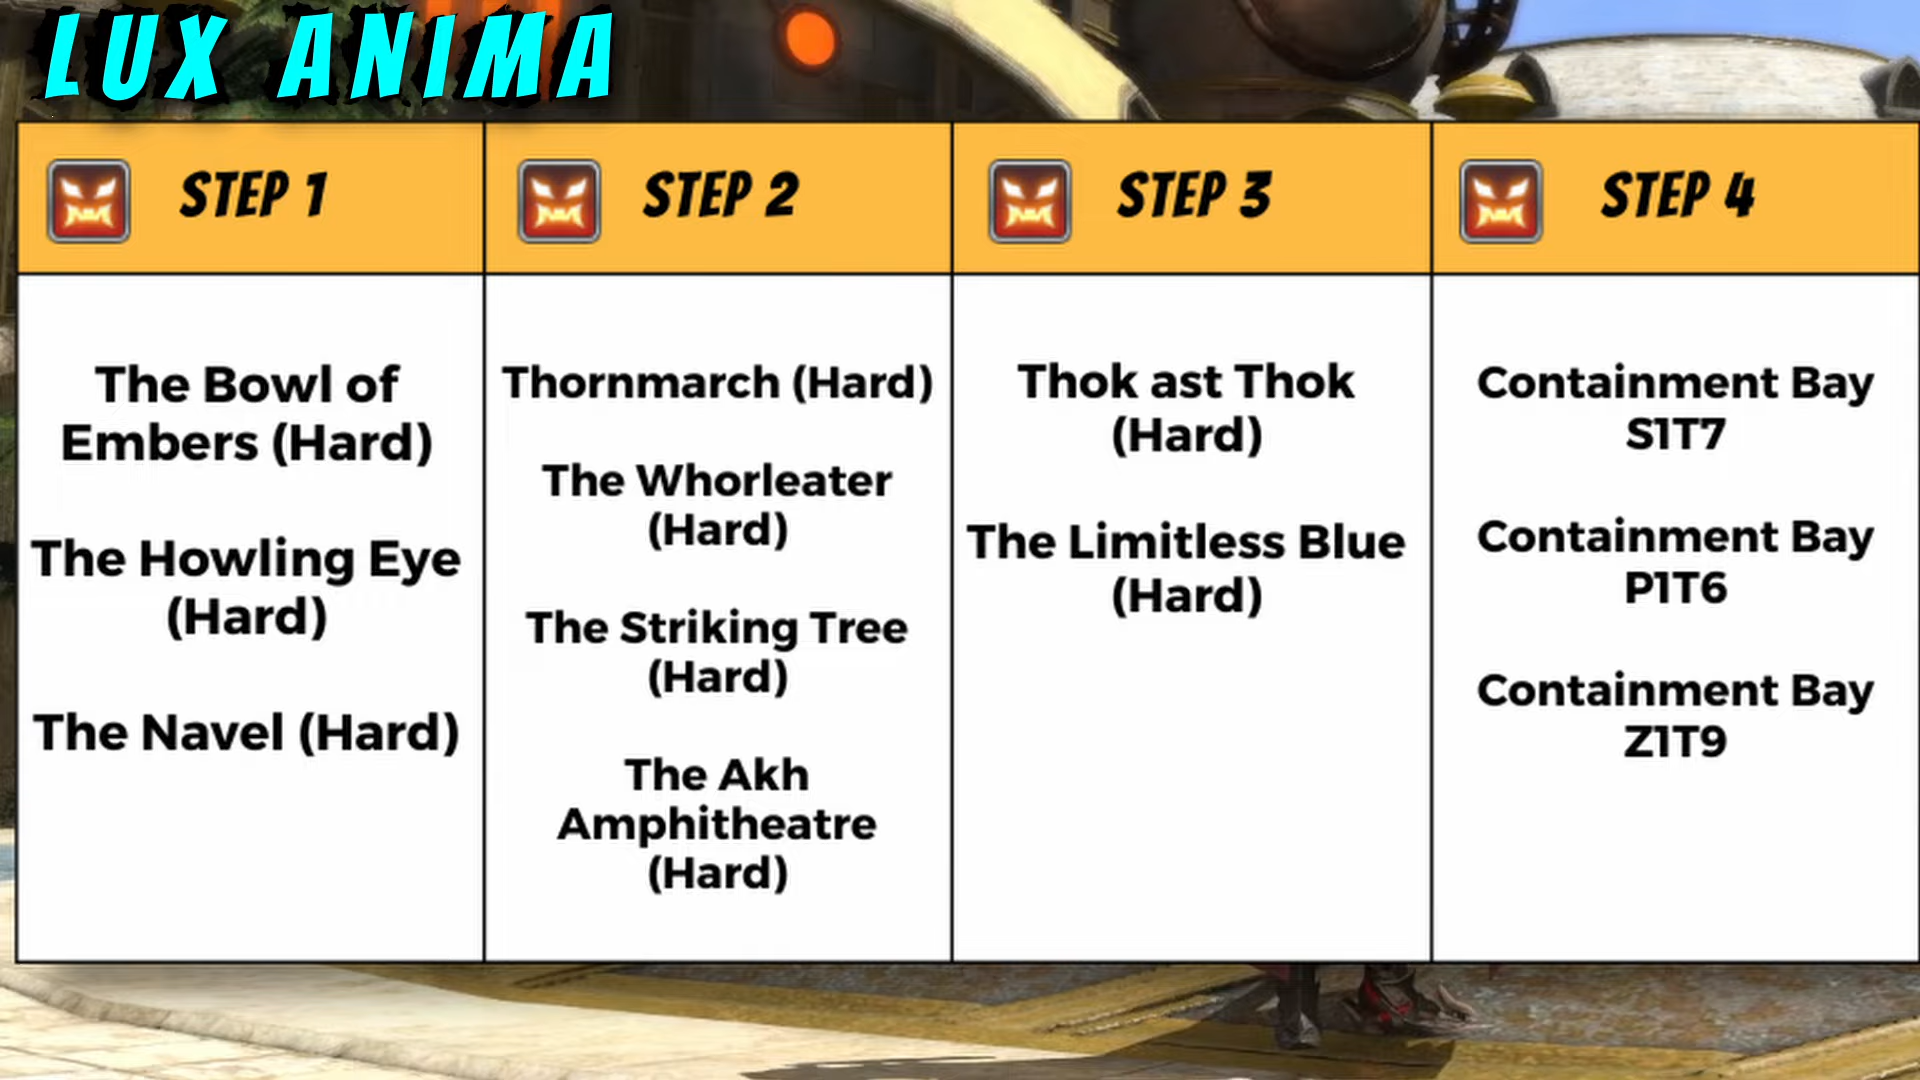 LUX ANIMA
STEP 1
The Bowl of
Embers (Hard)
The Howling Eye
(Hard)
The Navel (Hard)
STEP 2
Thornmarch (Hard)
The Whorleater
(Hard)
The Striking Tree
(Hard)
The Akh
Amphitheatre
(Hard)
STEP 3
Thok ast Thok
(Hard)
The Limitless Blue
(Hard)
STEP 4
Containment Bay
S1T7
Containment Bay
P1T6
Containment Bay
Z1T9